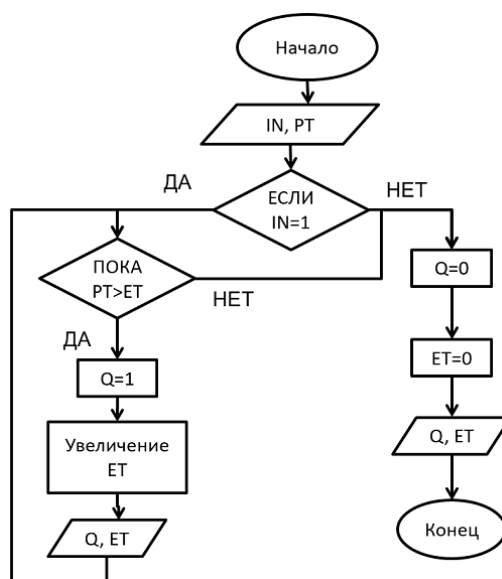 Начало
IN, PT
ДА
ЕСЛИ
IN=1
НЕТ
ПОКА
PT>ET
НЕТ
Q=0
ДА
Q=1
ET=0
Увеличение
ET
Q, ET
Q, ET
Конец